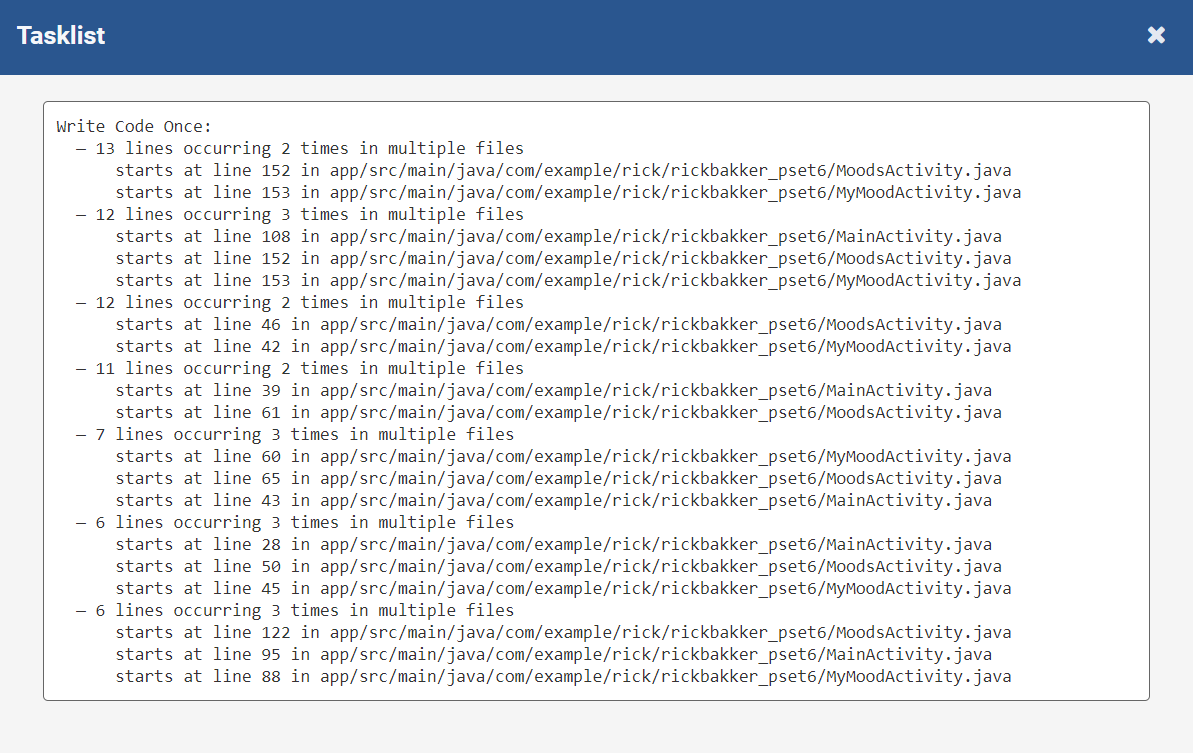 Tasklist
Write Code Once:
– 13 lines occurring 2 times in multiple files
starts at line 152 in app/src/main/java/com/example/rick/rickbakker_pset6/MoodsActivity.java
starts at line 153 in app/src/main/java/com/example/rick/rickbakker_pset6/MyMoodActivity.java
– 12 lines occurring 3 times in multiple files
starts at line 108 in app/src/main/java/com/example/rick/rickbakker_pset6/MainActivity.java
starts at line 152 in app/src/main/java/com/example/rick/rickbakker_pset6/MoodsActivity.java
starts at line 153 in app/src/main/java/com/example/rick/rickbakker_pset6/MyMoodActivity.java
– 12 lines occurring 2 times in multiple files
starts at line 46 in app/src/main/java/com/example/rick/rickbakker_pset6/MoodsActivity.java
starts at line 42 in app/src/main/java/com/example/rick/rickbakker_pset6/MyMoodActivity.java
– 11 lines occurring 2 times in multiple files
starts at line 39 in app/src/main/java/com/example/rick/rickbakker_pset6/MainActivity.java
starts at line 61 in app/src/main/java/com/example/rick/rickbakker_pset6/MoodsActivity.java
– 7 lines occurring 3 times in multiple files
starts at line 60 in app/src/main/java/com/example/rick/rickbakker_pset6/MyMoodActivity.java
starts at line 65 in app/src/main/java/com/example/rick/rickbakker_pset6/MoodsActivity.java
starts at line 43 in app/src/main/java/com/example/rick/rickbakker_pset6/MainActivity.java
– 6 lines occurring 3 times in multiple files
starts at line 28 in app/src/main/java/com/example/rick/rickbakker_pset6/MainActivity.java
starts at line 50 in app/src/main/java/com/example/rick/rickbakker_pset6/MoodsActivity.java
starts at line 45 in app/src/main/java/com/example/rick/rickbakker_pset6/MyMoodActivity.java
– 6 lines occurring 3 times in multiple files
starts at line 122 in app/src/main/java/com/example/rick/rickbakker_pset6/MoodsActivity.java
starts at line 95 in app/src/main/java/com/example/rick/rickbakker_pset6/MainActivity.java
starts at line 88 in app/src/main/java/com/example/rick/rickbakker_pset6/MyMoodActivity.java